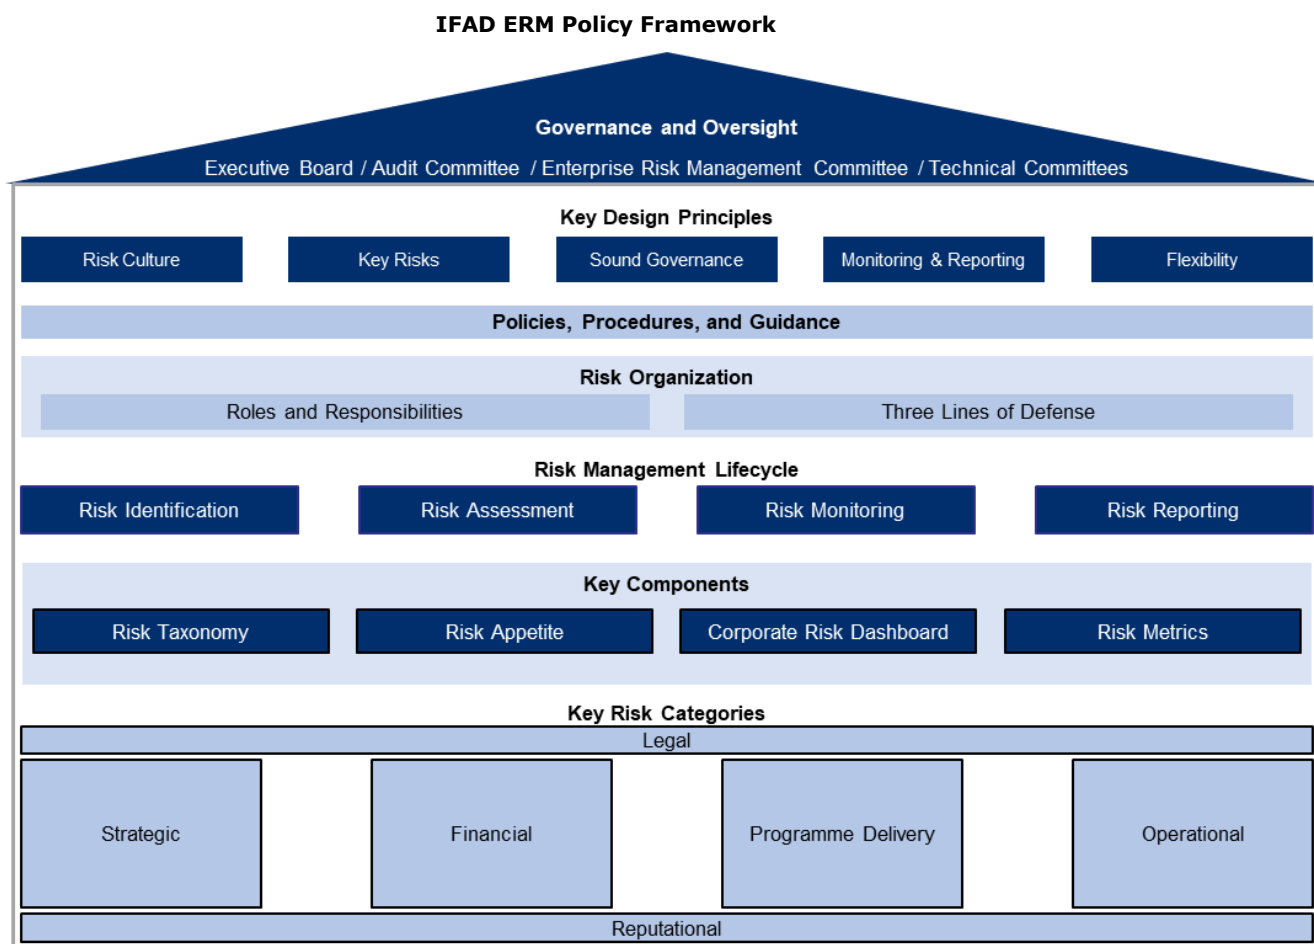 IFAD ERM Policy Framework
Governance and Oversight
Executive Board / Audit Committee / Enterprise Risk Management Committee / Technical Committees
Key Design Principles
Risk Culture
Key Risks
Sound Governance
Monitoring & Reporting
Flexibility
Policies, Procedures, and Guidance
Risk Organization
Roles and Responsibilities
Three Lines of Defense
Risk Management Lifecycle
Risk Identification
Risk Assessment
Risk Monitoring
Risk Reporting
Key Components
Risk Taxonomy
Risk Appetite
Corporate Risk Dashboard
Risk Metrics
Key Risk Categories
Legal
Strategic
Financial
Programme Delivery
Operational
Reputational